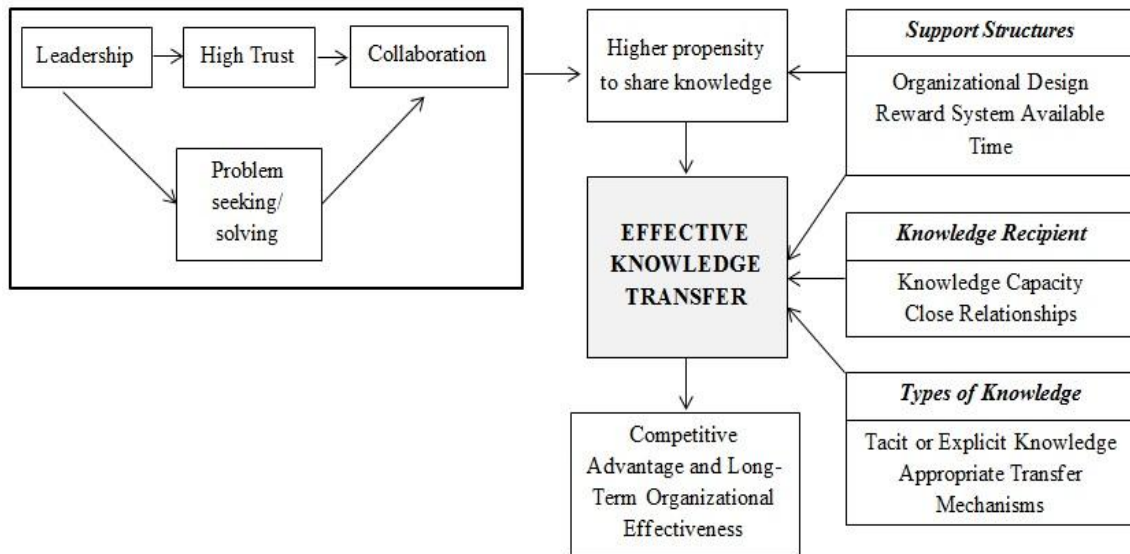 Leadership
High Trust
Collaboration
Problem
seeking/
solving
Higher propensity
to share knowledge
EFFECTIVE
KNOWLEDGE
TRANSFER
Competitive
Advantage and Long-
Term Organizational
Effectiveness
Support Structures
Organizational Design
Reward System Available
Time
Knowledge Recipient
Knowledge Capacity
Close Relationships
Types of Knowledge
Tacit or Explicit Knowledge
Appropriate Transfer
Mechanisms